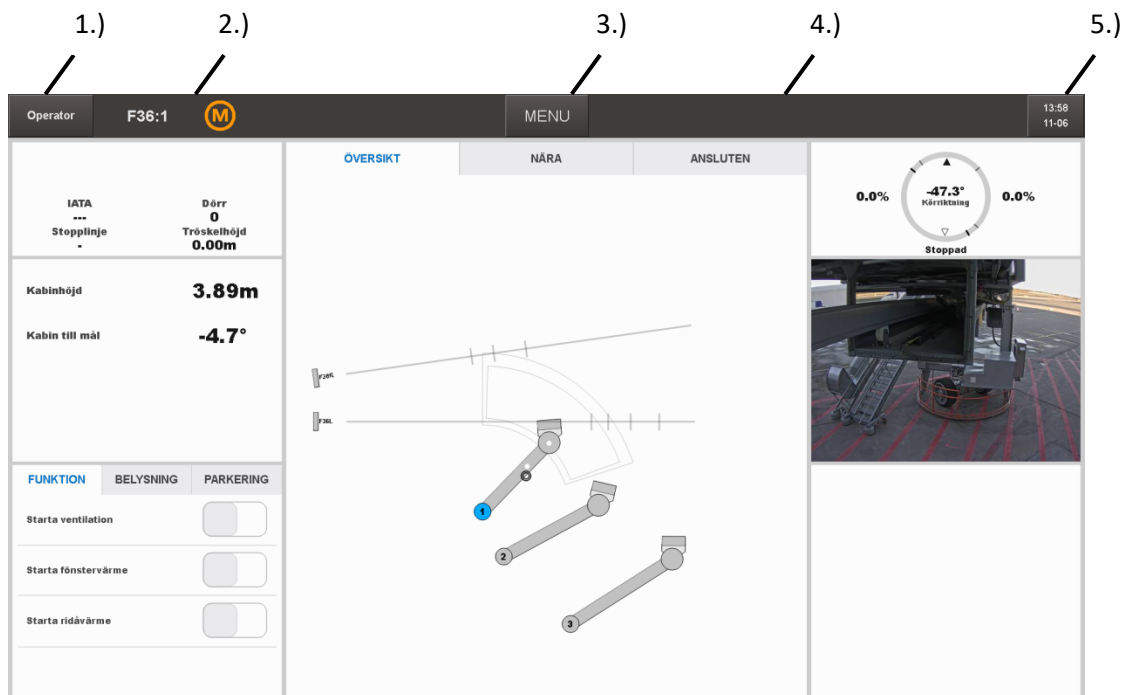 1.) 2.) 3.) 4.) 5.)
Operator F36:1 M MENU 13:58
11-06
IATA Dörr
--- 0
Stopplinje Tröskelhöjd
- 0.00m
Kabinhöjd 3.89m
Kabin till mål -4.7°
FUNKTION BELYSNING PARKERING
Starta ventilation
Starta fönstervärme
Starta ridåvärme
ÖVERSIKT NÄRA ANSLUTEN
F36R
F36L
1
2
3
0.0% -47.3° 0.0%
Körriktning
Stoppad